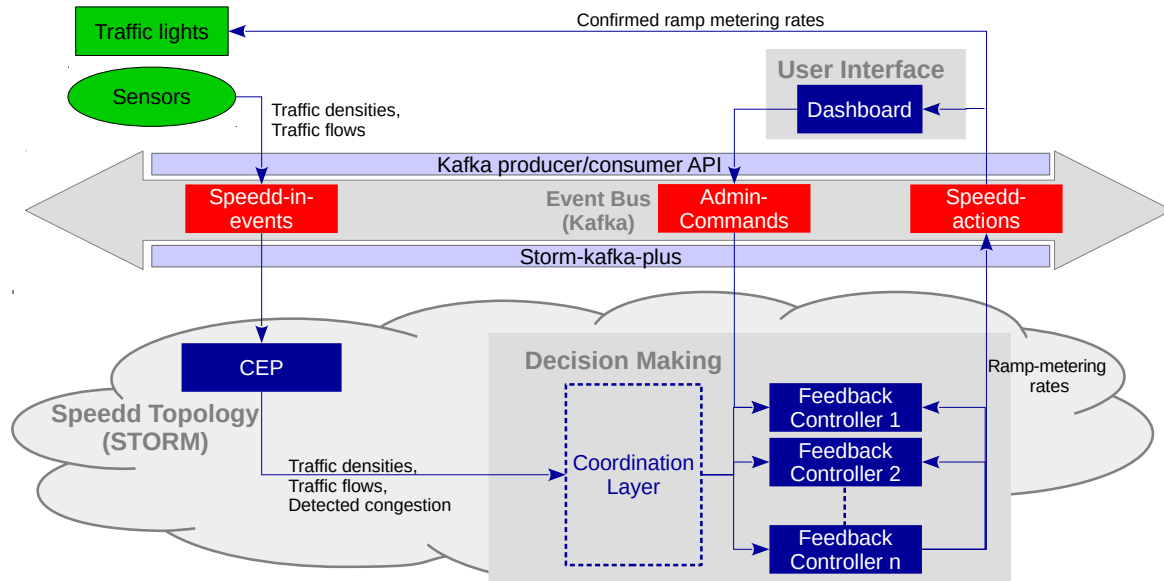 Traffic lights
Confirmed ramp metering rates
Sensors
Traffic densities,
Traffic flows
User Interface
Dashboard
Kafka producer/consumer API
Speedd-in-
events
Event Bus
(Kafka)
Admin-
Commands
Speedd-
actions
Storm-kafka-plus
CEP
Speedd Topology
(STORM)
Traffic densities,
Traffic flows,
Detected congestion
Decision Making
Coordination
Layer
Feedback
Controller 1
Feedback
Controller 2
Feedback
Controller n
Ramp-metering
rates